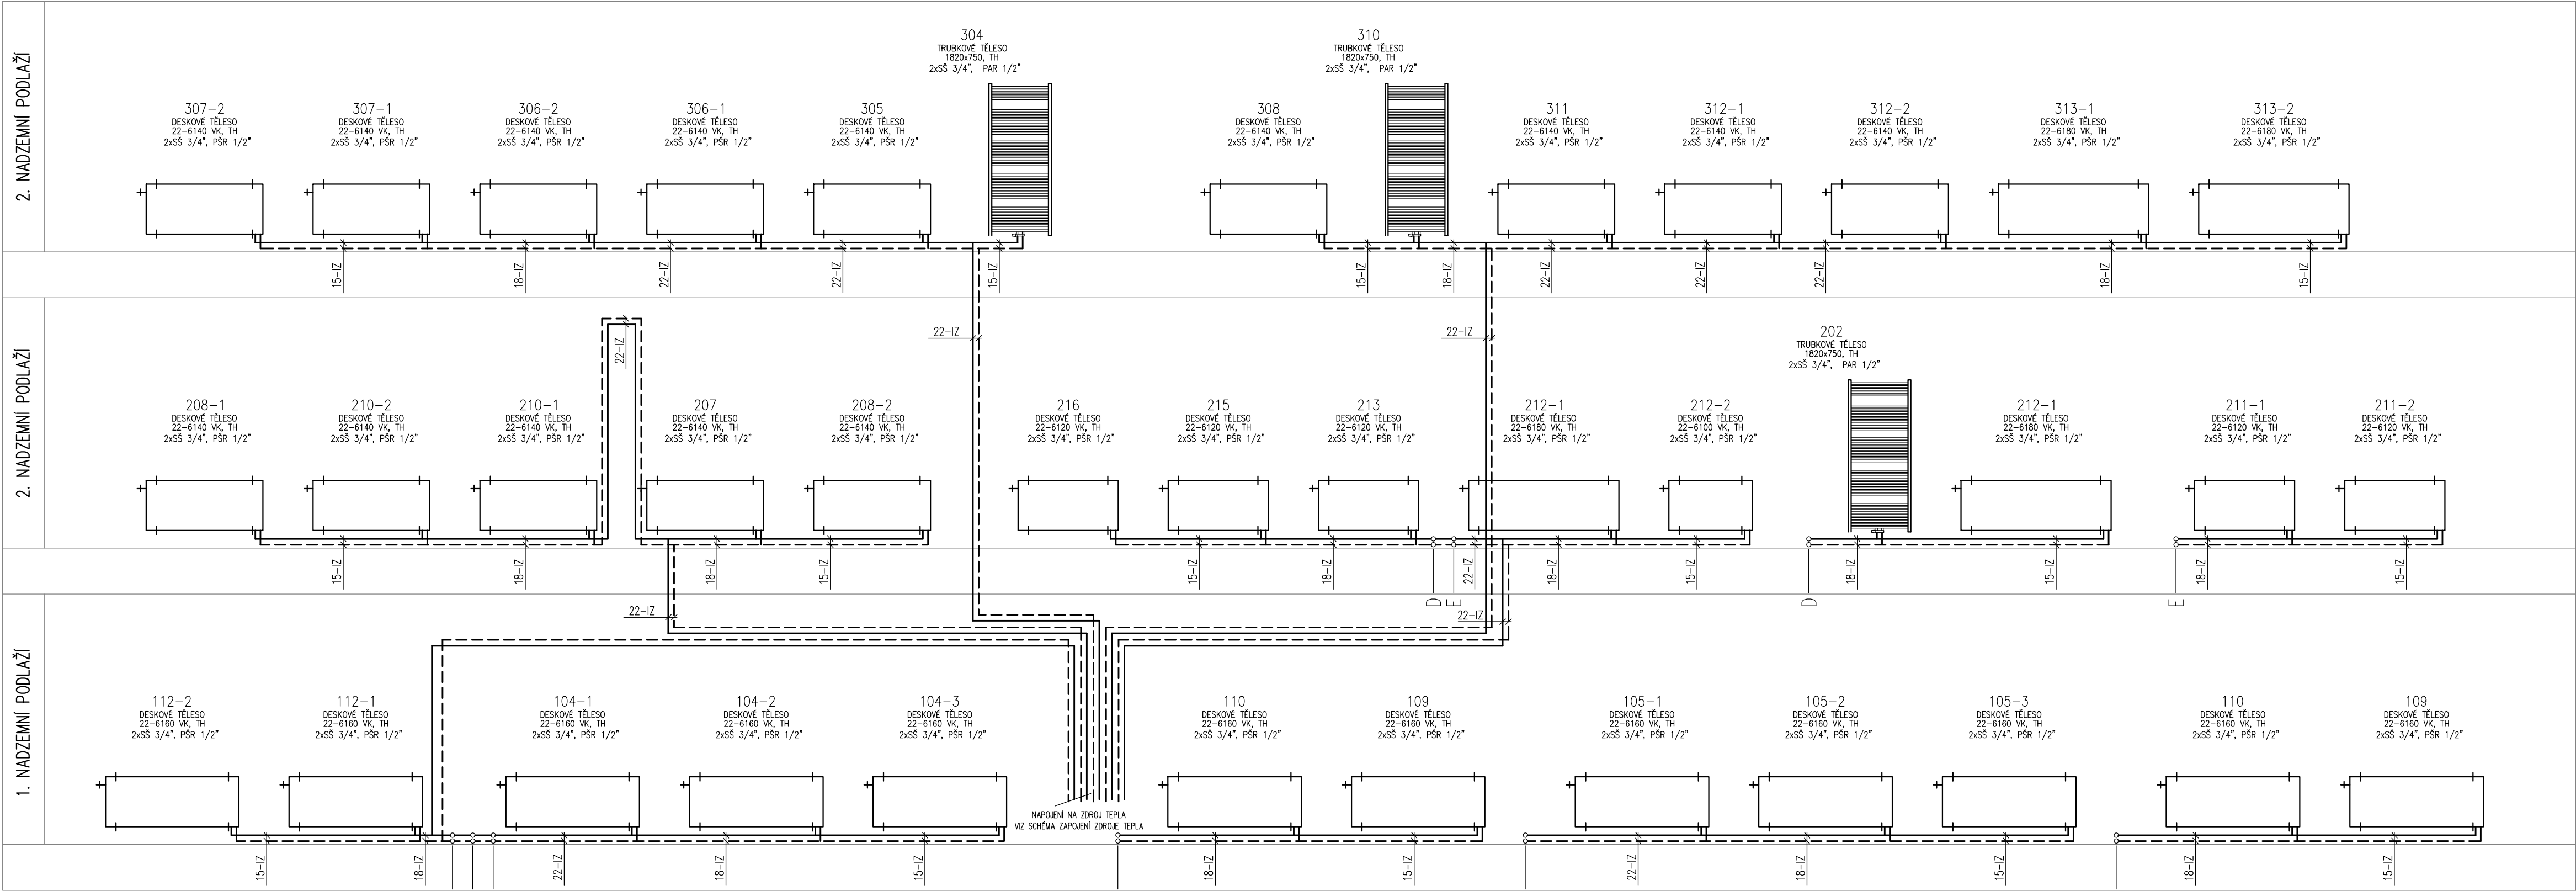 2. NADZEMNÍ PODLAŽÍ
304
TRUBKOVÉ TĚLESO
1820x750, TH
2xSŠ 3/4", PAR 1/2"
310
TRUBKOVÉ TĚLESO
1820x750, TH
2xSŠ 3/4", PAR 1/2"
307-2
DESKOVÉ TĚLESO
22-6140 VK, TH
2xSŠ 3/4", PŠR 1/2"
307-1
DESKOVÉ TĚLESO
22-6140 VK, TH
2xSŠ 3/4", PŠR 1/2"
306-2
DESKOVÉ TĚLESO
22-6140 VK, TH
2xSŠ 3/4", PŠR 1/2"
306-1
DESKOVÉ TĚLESO
22-6140 VK, TH
2xSŠ 3/4", PŠR 1/2"
305
DESKOVÉ TĚLESO
22-6140 VK, TH
2xSŠ 3/4", PŠR 1/2"
308
DESKOVÉ TĚLESO
22-6140 VK, TH
2xSŠ 3/4", PŠR 1/2"
311
DESKOVÉ TĚLESO
22-6140 VK, TH
2xSŠ 3/4", PŠR 1/2"
312-1
DESKOVÉ TĚLESO
22-6140 VK, TH
2xSŠ 3/4", PŠR 1/2"
312-2
DESKOVÉ TĚLESO
22-6140 VK, TH
2xSŠ 3/4", PŠR 1/2"
313-1
DESKOVÉ TĚLESO
22-6180 VK, TH
2xSŠ 3/4", PŠR 1/2"
313-2
DESKOVÉ TĚLESO
22-6180 VK, TH
2xSŠ 3/4", PŠR 1/2"
15-IZ
18-IZ
22-IZ
22-IZ
15-IZ
15-IZ
18-IZ
22-IZ
22-IZ
22-IZ
18-IZ
15-IZ
2. NADZEMNÍ PODLAŽÍ
22-IZ
22-IZ
22-IZ
202
TRUBKOVÉ TĚLESO
1820x750, TH
2xSŠ 3/4", PAR 1/2"
208-1
DESKOVÉ TĚLESO
22-6140 VK, TH
2xSŠ 3/4", PŠR 1/2"
210-2
DESKOVÉ TĚLESO
22-6140 VK, TH
2xSŠ 3/4", PŠR 1/2"
210-1
DESKOVÉ TĚLESO
22-6140 VK, TH
2xSŠ 3/4", PŠR 1/2"
207
DESKOVÉ TĚLESO
22-6140 VK, TH
2xSŠ 3/4", PŠR 1/2"
208-2
DESKOVÉ TĚLESO
22-6140 VK, TH
2xSŠ 3/4", PŠR 1/2"
216
DESKOVÉ TĚLESO
22-6120 VK, TH
2xSŠ 3/4", PŠR 1/2"
215
DESKOVÉ TĚLESO
22-6120 VK, TH
2xSŠ 3/4", PŠR 1/2"
213
DESKOVÉ TĚLESO
22-6120 VK, TH
2xSŠ 3/4", PŠR 1/2"
212-1
DESKOVÉ TĚLESO
22-6180 VK, TH
2xSŠ 3/4", PŠR 1/2"
212-2
DESKOVÉ TĚLESO
22-6100 VK, TH
2xSŠ 3/4", PŠR 1/2"
212-1
DESKOVÉ TĚLESO
22-6180 VK, TH
2xSŠ 3/4", PŠR 1/2"
211-1
DESKOVÉ TĚLESO
22-6120 VK, TH
2xSŠ 3/4", PŠR 1/2"
211-2
DESKOVÉ TĚLESO
22-6120 VK, TH
2xSŠ 3/4", PŠR 1/2"
15-IZ
18-IZ
18-IZ
15-IZ
15-IZ
18-IZ
22-IZ
18-IZ
15-IZ
18-IZ
15-IZ
18-IZ
15-IZ
D
E
D
E
1. NADZEMNÍ PODLAŽÍ
22-IZ
22-IZ
112-2
DESKOVÉ TĚLESO
22-6160 VK, TH
2xSŠ 3/4", PŠR 1/2"
112-1
DESKOVÉ TĚLESO
22-6160 VK, TH
2xSŠ 3/4", PŠR 1/2"
104-1
DESKOVÉ TĚLESO
22-6160 VK, TH
2xSŠ 3/4", PŠR 1/2"
104-2
DESKOVÉ TĚLESO
22-6160 VK, TH
2xSŠ 3/4", PŠR 1/2"
104-3
DESKOVÉ TĚLESO
22-6160 VK, TH
2xSŠ 3/4", PŠR 1/2"
110
DESKOVÉ TĚLESO
22-6160 VK, TH
2xSŠ 3/4", PŠR 1/2"
109
DESKOVÉ TĚLESO
22-6160 VK, TH
2xSŠ 3/4", PŠR 1/2"
105-1
DESKOVÉ TĚLESO
22-6160 VK, TH
2xSŠ 3/4", PŠR 1/2"
105-2
DESKOVÉ TĚLESO
22-6160 VK, TH
2xSŠ 3/4", PŠR 1/2"
105-3
DESKOVÉ TĚLESO
22-6160 VK, TH
2xSŠ 3/4", PŠR 1/2"
110
DESKOVÉ TĚLESO
22-6160 VK, TH
2xSŠ 3/4", PŠR 1/2"
109
DESKOVÉ TĚLESO
22-6160 VK, TH
2xSŠ 3/4", PŠR 1/2"
NAPOJENÍ NA ZDROJ TEPLA
VIZ SCHÉMA ZAPOJENÍ ZDROJE TEPLA
15-IZ
18-IZ
22-IZ
18-IZ
15-IZ
18-IZ
15-IZ
22-IZ
18-IZ
15-IZ
18-IZ
15-IZ